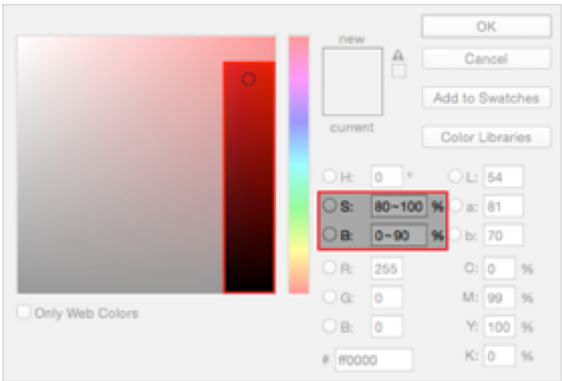 new
OK
Cancel
Add to Swatches
current
Color Libraries
H: 0 °
L: 54
S: 80~100 %
a: 81
B: 0~90 %
b: 70
R: 255
C: 0 %
G: 0
M: 99 %
Only Web Colors
B: 0
Y: 100 %
# ff0000
K: 0 %